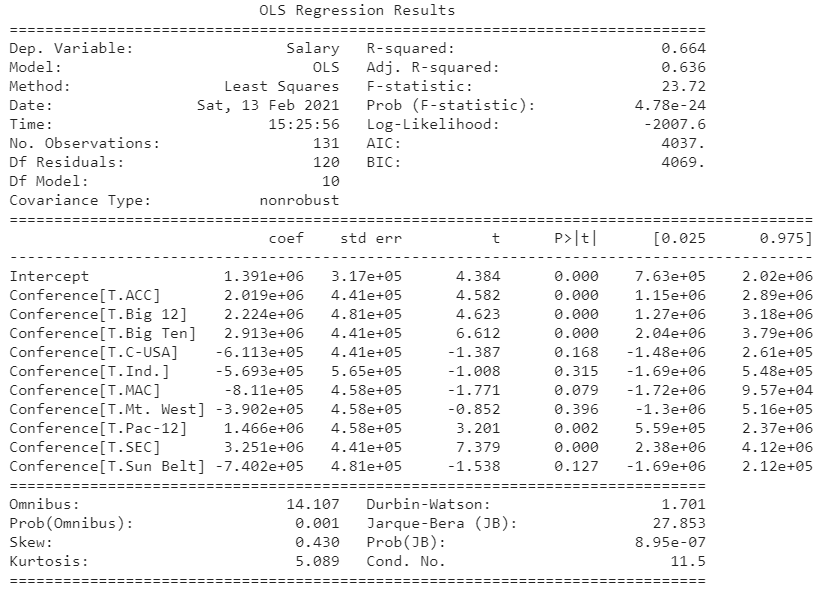 OLS Regression Results
==============================================================================
Dep. Variable: Salary R-squared: 0.664
Model: OLS Adj. R-squared: 0.636
Method: Least Squares F-statistic: 23.72
Date: Sat, 13 Feb 2021 Prob (F-statistic): 4.78e-24
Time: 15:25:56 Log-Likelihood: -2007.6
No. Observations: 131 AIC: 4037.
Df Residuals: 120 BIC: 4069.
Df Model: 10
Covariance Type: nonrobust
==========================================================================================
coef std err t P>|t| [0.025 0.975]
------------------------------------------------------------------------------------------
Intercept 1.391e+06 3.17e+05 4.384 0.000 7.63e+05 2.02e+06
Conference[T.ACC] 2.019e+06 4.41e+05 4.582 0.000 1.15e+06 2.89e+06
Conference[T.Big 12] 2.224e+06 4.81e+05 4.623 0.000 1.27e+06 3.18e+06
Conference[T.Big Ten] 2.913e+06 4.41e+05 6.612 0.000 2.04e+06 3.79e+06
Conference[T.C-USA] -6.113e+05 4.41e+05 -1.387 0.168 -1.48e+06 2.61e+05
Conference[T.Ind.] -5.693e+05 5.65e+05 -1.008 0.315 -1.69e+06 5.48e+05
Conference[T.MAC] -8.11e+05 4.58e+05 -1.771 0.079 -1.72e+06 9.57e+04
Conference[T.Mt. West] -3.902e+05 4.58e+05 -0.852 0.396 -1.3e+06 5.16e+05
Conference[T.Pac-12] 1.466e+06 4.58e+05 3.201 0.002 5.59e+05 2.37e+06
Conference[T.SEC] 3.251e+06 4.41e+05 7.379 0.000 2.38e+06 4.12e+06
Conference[T.Sun Belt] -7.402e+05 4.81e+05 -1.538 0.127 -1.69e+06 2.12e+05
==============================================================================
Omnibus: 14.107 Durbin-Watson: 1.701
Prob(Omnibus): 0.001 Jarque-Bera (JB): 27.853
Skew: 0.430 Prob(JB): 8.95e-07
Kurtosis: 5.089 Cond. No. 11.5
==============================================================================